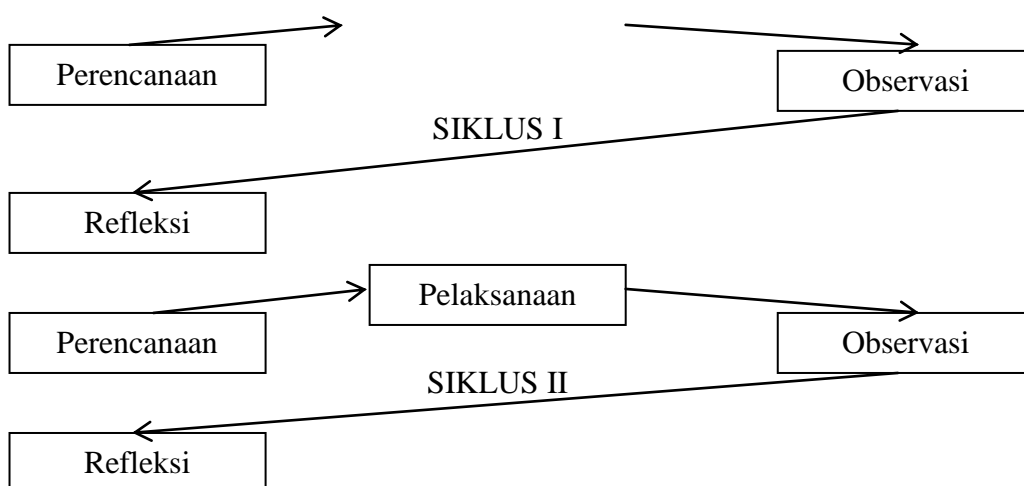 Perencanaan
Observasi
SIKLUS I
Refleksi
Pelaksanaan
Perencanaan
Observasi
SIKLUS II
Refleksi